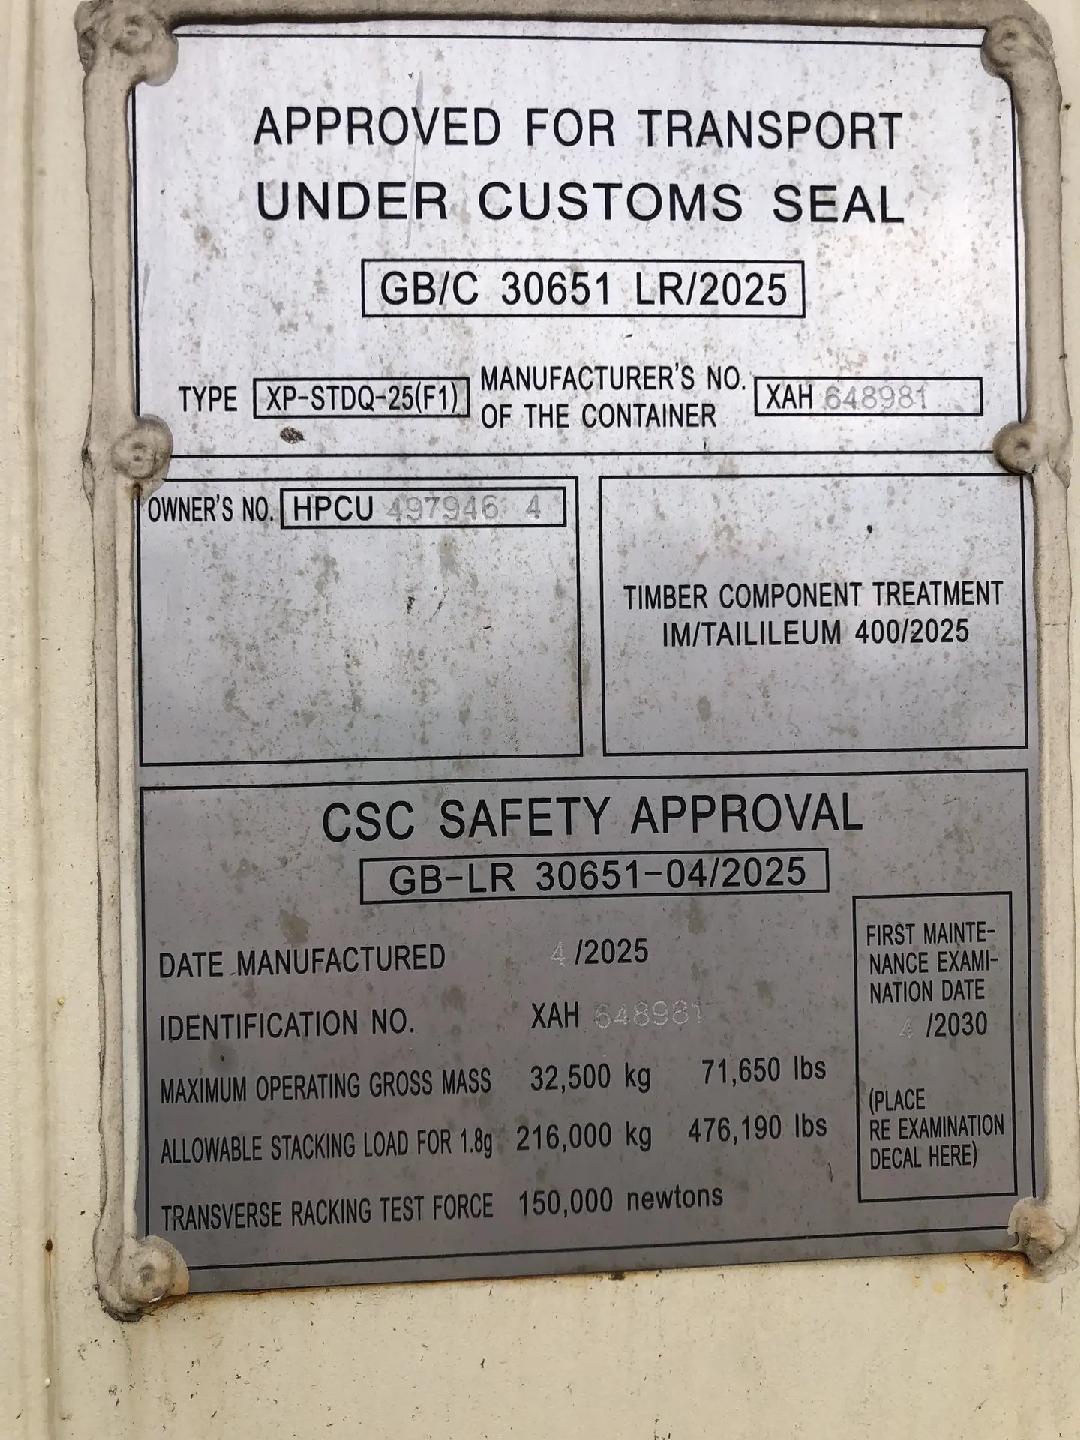 APPROVED FOR TRANSPORT
UNDER CUSTOMS SEAL
GB/C 30651 LR/2025
TYPE XP-STDQ-25(F1) MANUFACTURER'S NO. OF THE CONTAINER XAH 648981
OWNER'S NO. HPCU 497946 4
TIMBER COMPONENT TREATMENT
IM/TAILILEUM 400/2025
CSC SAFETY APPROVAL
GB-LR 30651-04/2025
DATE MANUFACTURED 4/2025
IDENTIFICATION NO. XAH 648981
MAXIMUM OPERATING GROSS MASS 32,500 kg 71,650 lbs
ALLOWABLE STACKING LOAD FOR 1.8g 216,000 kg 476,190 lbs
TRANSVERSE RACKING TEST FORCE 150,000 newtons
FIRST MAINTE-
NANCE EXAMI-
NATION DATE
4 /2030
(PLACE
RE EXAMINATION
DECAL HERE)